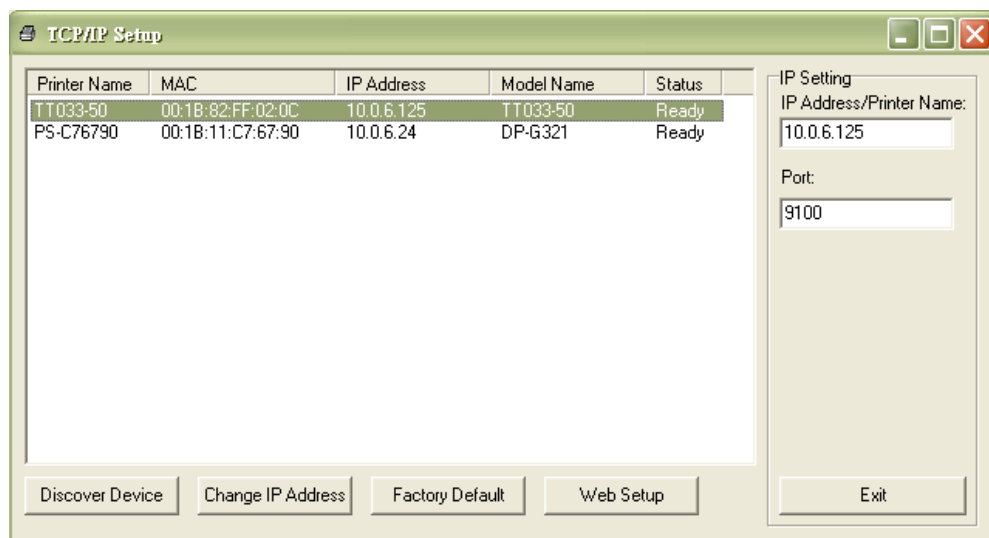 TCP/IP Setup
Printer Name MAC IP Address Model Name Status
TT033-50 00:1B:82:FF:02:0C 10.0.6.125 TT033-50 Ready
PS-C76790 00:1B:11:C7:67:90 10.0.6.24 DP-G321 Ready
IP Setting
IP Address/Printer Name:
10.0.6.125
Port:
9100
Discover Device Change IP Address Factory Default Web Setup Exit